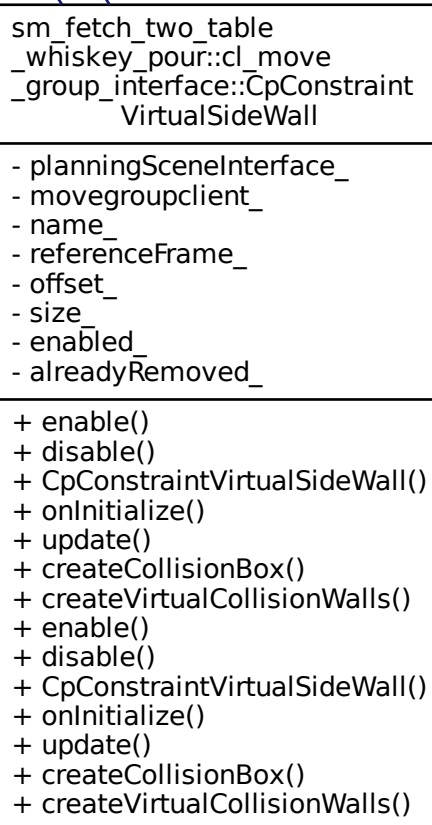 sm_fetch_two_table
_whiskey_pour::cl_move
_group_interface::CpConstraint
VirtualSideWall
- planningSceneInterface_
- movegroupclient_
- name_
- referenceFrame_
- offset_
- size_
- enabled_
- alreadyRemoved_
+ enable()
+ disable()
+ CpConstraintVirtualSideWall()
+ onInitialize()
+ update()
+ createCollisionBox()
+ createVirtualCollisionWalls()
+ enable()
+ disable()
+ CpConstraintVirtualSideWall()
+ onInitialize()
+ update()
+ createCollisionBox()
+ createVirtualCollisionWalls()